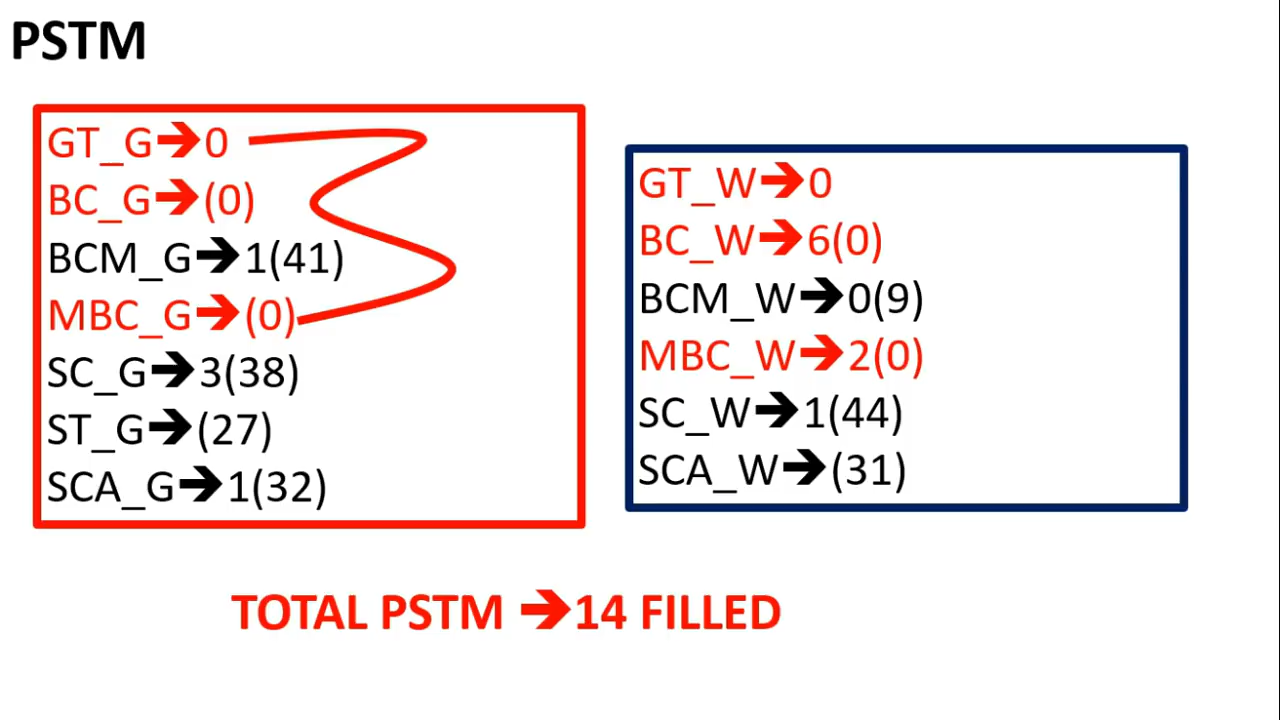 PSTM
GT_G➔0
BC_G➔(0)
BCM_G➔1(41)
MBC_G➔(0)
SC_G➔3(38)
ST_G➔(27)
SCA_G➔1(32)
GT_W➔0
BC_W➔6(0)
BCM_W➔0(9)
MBC_W➔2(0)
SC_W➔1(44)
SCA_W➔(31)
TOTAL PSTM ➔14 FILLED